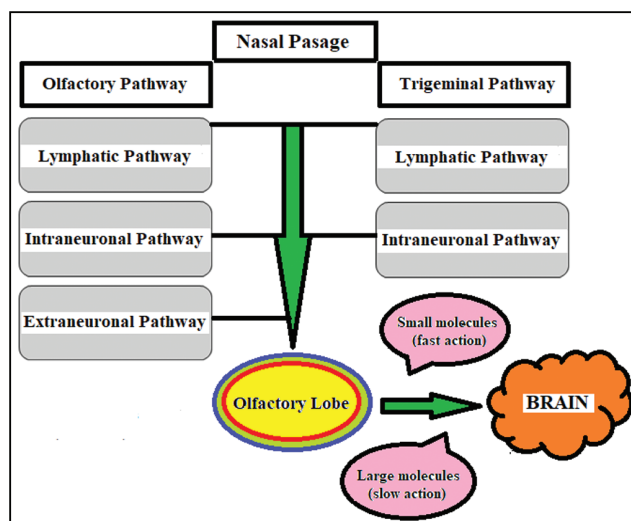 Nasal Pasage
Olfactory Pathway
Trigeminal Pathway
Lymphatic Pathway
Lymphatic Pathway
Intraneuronal Pathway
Intraneuronal Pathway
Extraneuronal Pathway
Small molecules
(fast action)
Olfactory Lobe
BRAIN
Large molecules
(slow action)